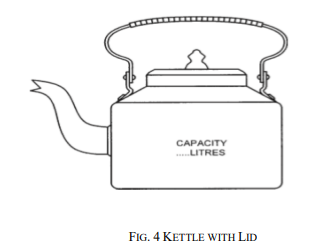 CAPACITY
.....LITRES
FIG. 4 KETTLE WITH LID